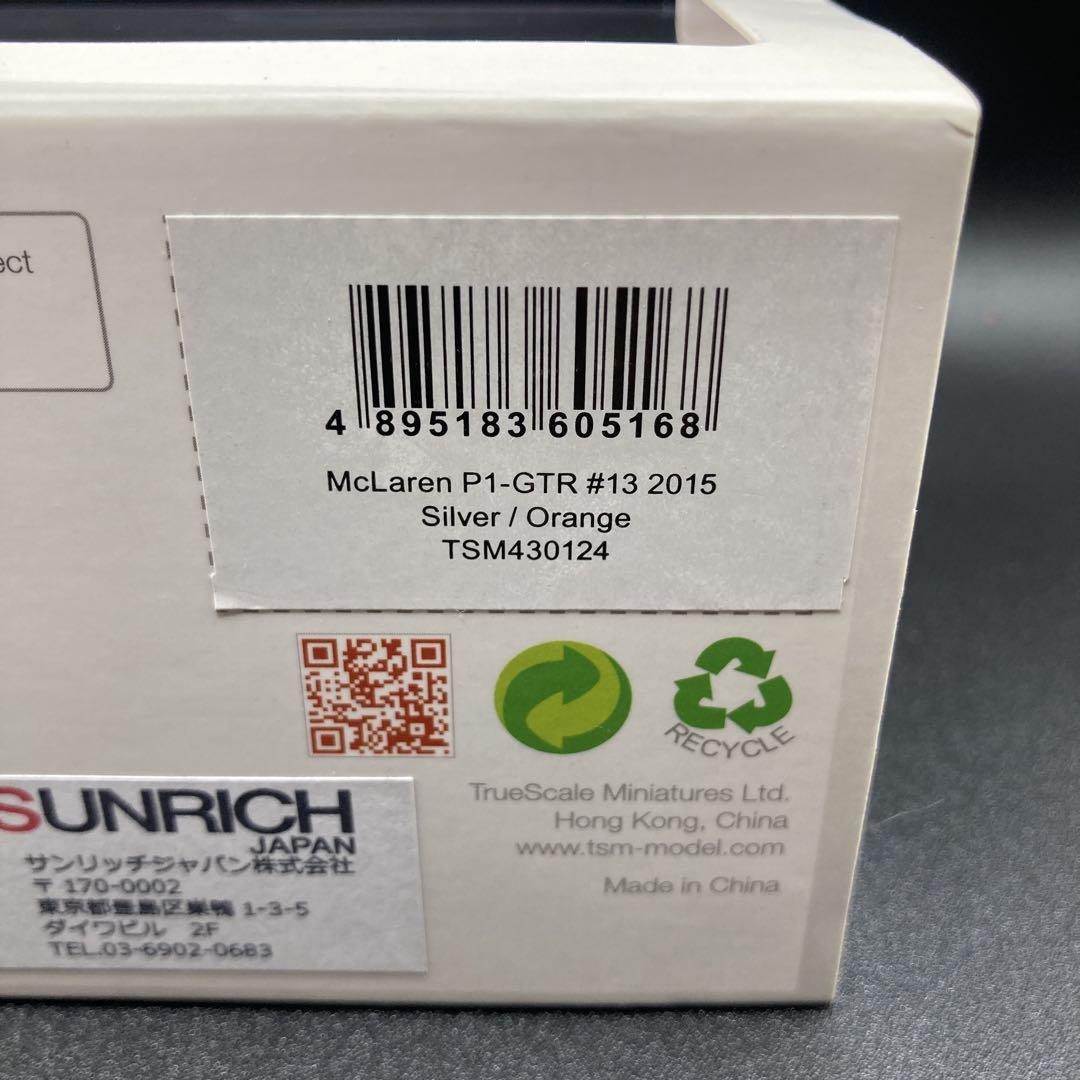 ect
4 895183 605168
McLaren P1-GTR #13 2015
Silver / Orange
TSM430124
RECYCLE
TrueScale Miniatures Ltd.
Hong Kong, China
www.tsm-model.com
Made in China
SUNRICH
JAPAN
サンリッチジャパン株式会社
〒170-0002
東京都豊島区巣鴨 1-3-5
ダイワビル 2F
TEL.03-6902-0683